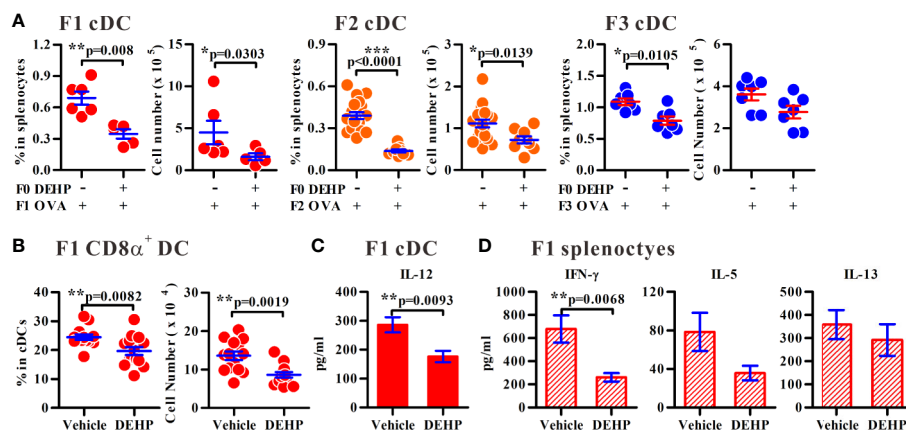 A
F1 cDC
F2 cDC
F3 cDC
% in splenocytes
1.2
0.9
0.6
0.3
0.0
**p=0.008
Cell number (x 10 5)
15
10
5
0
*p=0.0303
% in splenocytes
0.9
0.6
0.3
0.0
***
p<0.0001
Cell number (x 10 5)
3
2
1
0
*p=0.0139
% in splenocytes
2.0
1.5
1.0
0.5
0.0
*p=0.0105
Cell Number ( x 10 5)
6
4
2
0
F0 DEHP - + - +
F1 OVA + + + +
F0 DEHP - + - +
F2 OVA + + + +
F0 DEHP - + - +
F3 OVA + + + +
B
F1 CD8α+ DC
% in cDCs
40
30
20
10
0
**p=0.0082
Vehicle DEHP
Cell Number (x 10 4)
30
20
10
0
**p=0.0019
Vehicle DEHP
C
F1 cDC
IL-12
pg/ml
400
300
200
100
0
**p=0.0093
Vehicle DEHP
D
F1 splenoctyes
IFN-γ
pg/ml
1000
800
600
400
200
0
**p=0.0068
Vehicle DEHP
IL-5
120
80
40
0
Vehicle DEHP
IL-13
500
400
300
200
100
0
Vehicle DEHP